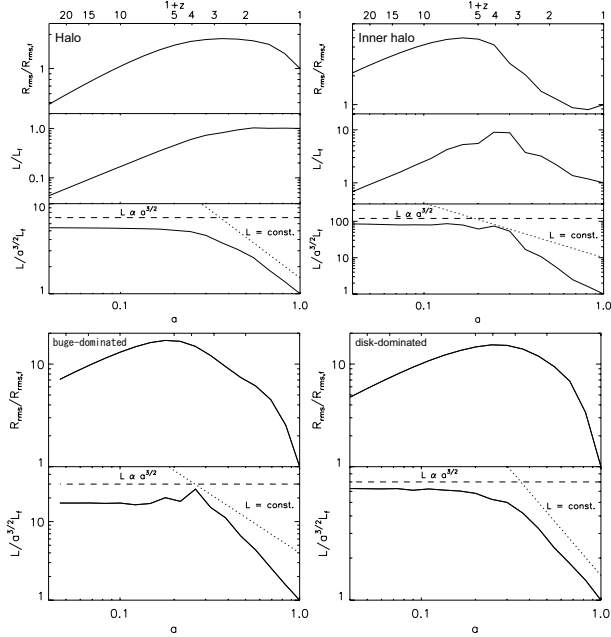 1+z
20 10 5 4 3 2 1
Halo
R_rms/R_rms,f
1
L/L_f
1.0
0.1
L/a^3/2 L_f
10
1
L ∝ a^3/2
L = const.
0.1 1.0
a
1+z
20 10 5 4 3 2 1
Inner halo
R_rms/R_rms,f
1
L/L_f
10
1
L/a^3/2 L_f
100
10
1
L ∝ a^3/2
L = const.
0.1 1.0
a
buge-dominated
R_rms/R_rms,f
10
1
L/a^3/2 L_f
10
1
L ∝ a^3/2
L = const.
0.1 1.0
a
disk-dominated
R_rms/R_rms,f
10
1
L/a^3/2 L_f
1
L ∝ a^3/2
L = const.
0.1 1.0
a